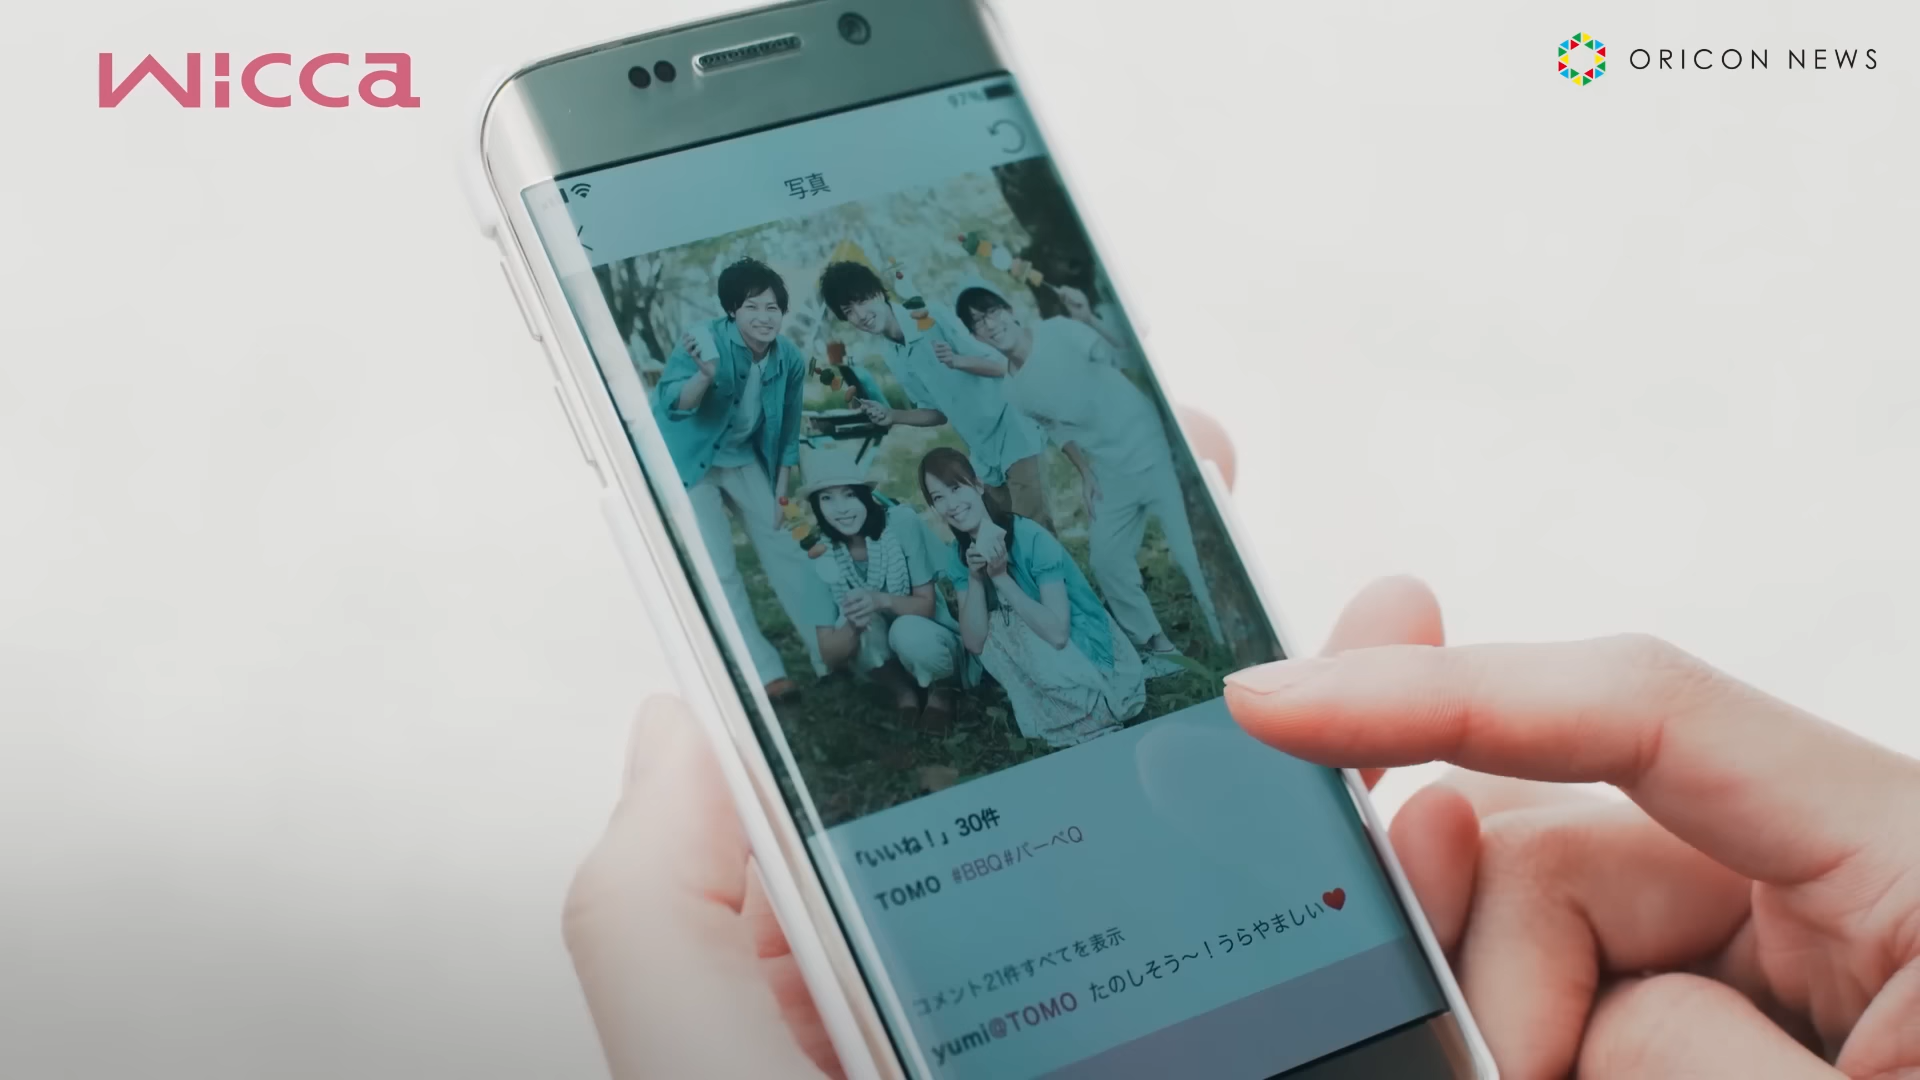 wicca
ORICON NEWS
97%
写真
「いいね！」30件
TOMO #BBQ#バーベQ
コメント21件すべてを表示
yumi@TOMO たのしそう〜！うらやましい❤